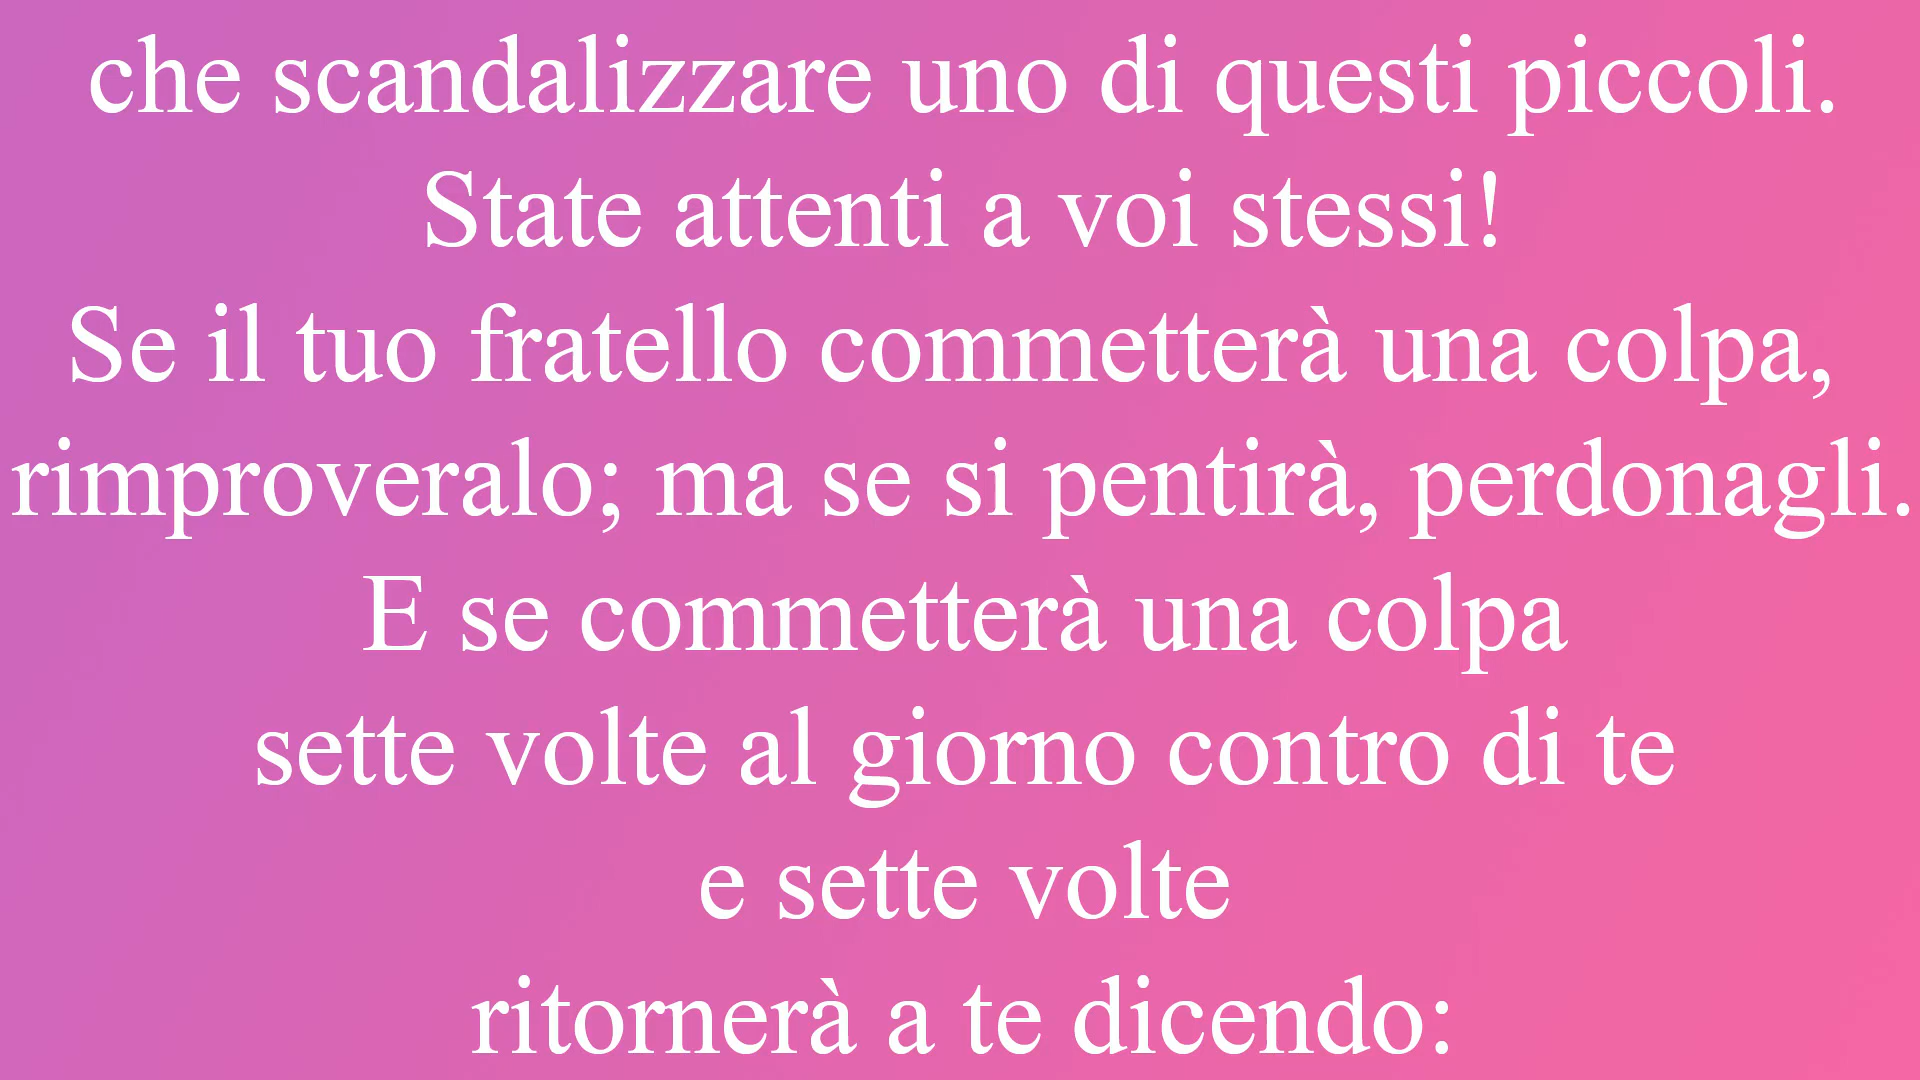 che scandalizzare uno di questi piccoli.
State attenti a voi stessi!
Se il tuo fratello commetterà una colpa,
rimproveralo; ma se si pentirà, perdonagli.
E se commetterà una colpa
sette volte al giorno contro di te
e sette volte
ritornerà a te dicendo: